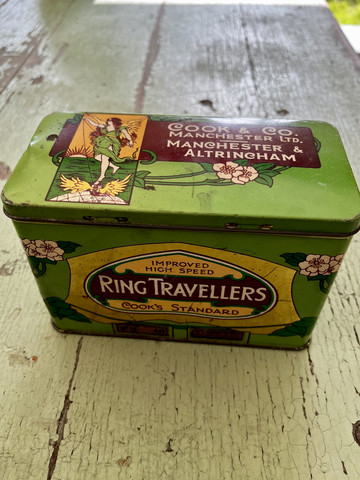 COOK & CO.
MANCHESTER LTD.
MANCHESTER &
ALTRINGHAM
IMPROVED
HIGH SPEED
RING TRAVELLERS
COOK'S STANDARD